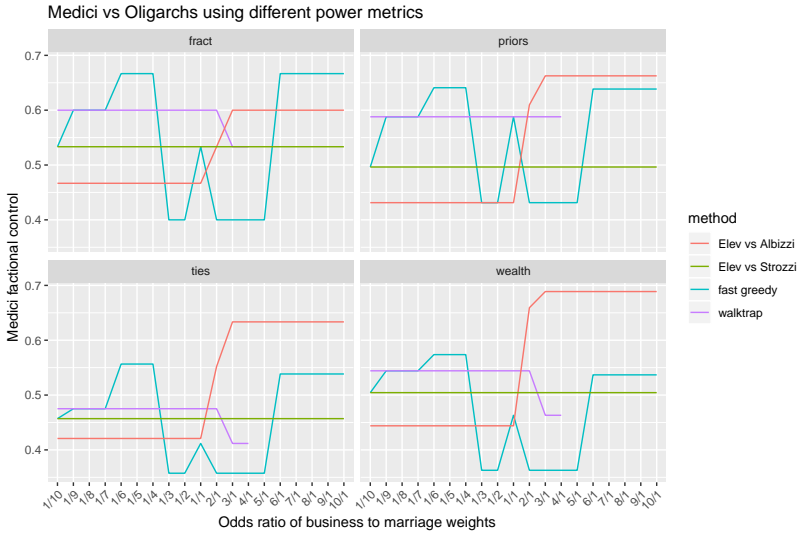 Medici vs Oligarchs using different power metrics
fract
priors
0.7
0.6
0.5
0.4
ties
wealth
0.7
0.6
0.5
0.4
Medici factional control
1/10 1/9 1/8 1/7 1/6 1/5 1/4 1/3 1/2 1/1 2/1 3/1 4/1 5/1 6/1 7/1 8/1 9/1 10/1
1/10 1/9 1/8 1/7 1/6 1/5 1/4 1/3 1/2 1/1 2/1 3/1 4/1 5/1 6/1 7/1 8/1 9/1 10/1
Odds ratio of business to marriage weights
method
Elev vs Albizzi
Elev vs Strozzi
fast greedy
walktrap